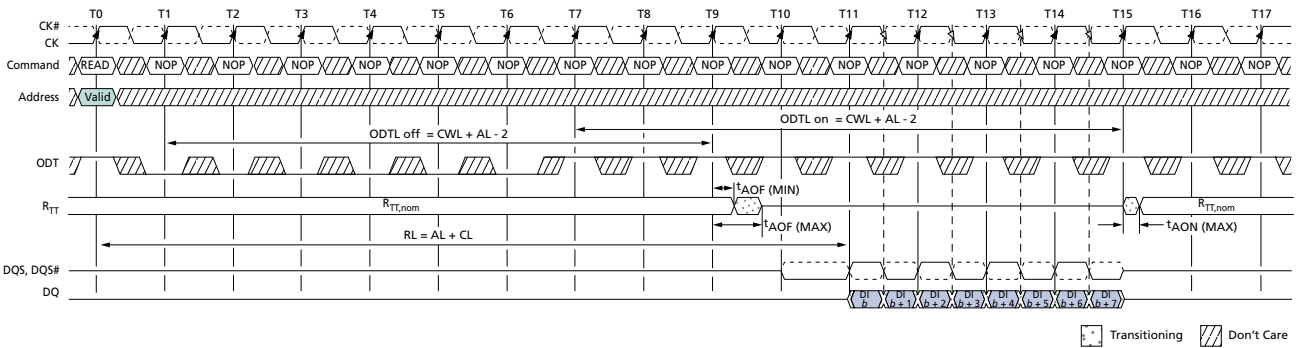 T0 T1 T2 T3 T4 T5 T6 T7 T8 T9 T10 T11 T12 T13 T14 T15 T16 T17
CK#
CK
Command READ NOP NOP NOP NOP NOP NOP NOP NOP NOP NOP NOP NOP NOP NOP NOP NOP NOP
Address Valid
ODTL off = CWL + AL - 2
ODTL on = CWL + AL - 2
ODT
tAOF (MIN)
RTT RTT,nom RTT,nom
tAOF (MAX)
tAON (MAX)
RL = AL + CL
DQS, DQS#
DQ
DI b
DI b + 1
DI b + 2
DI b + 3
DI b + 4
DI b + 5
DI b + 6
DI b + 7
Transitioning
Don't Care